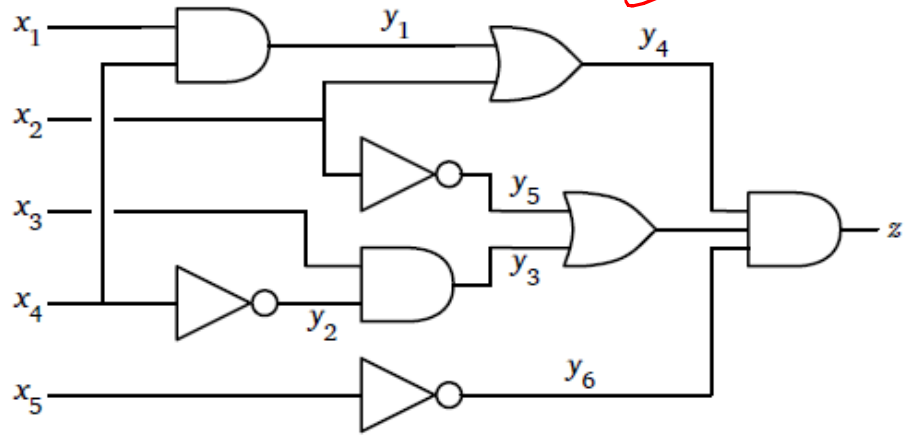 x₁
y₁
y₄
x₂
y₅
x₃
z
y₃
x₄
y₂
y₆
x₅